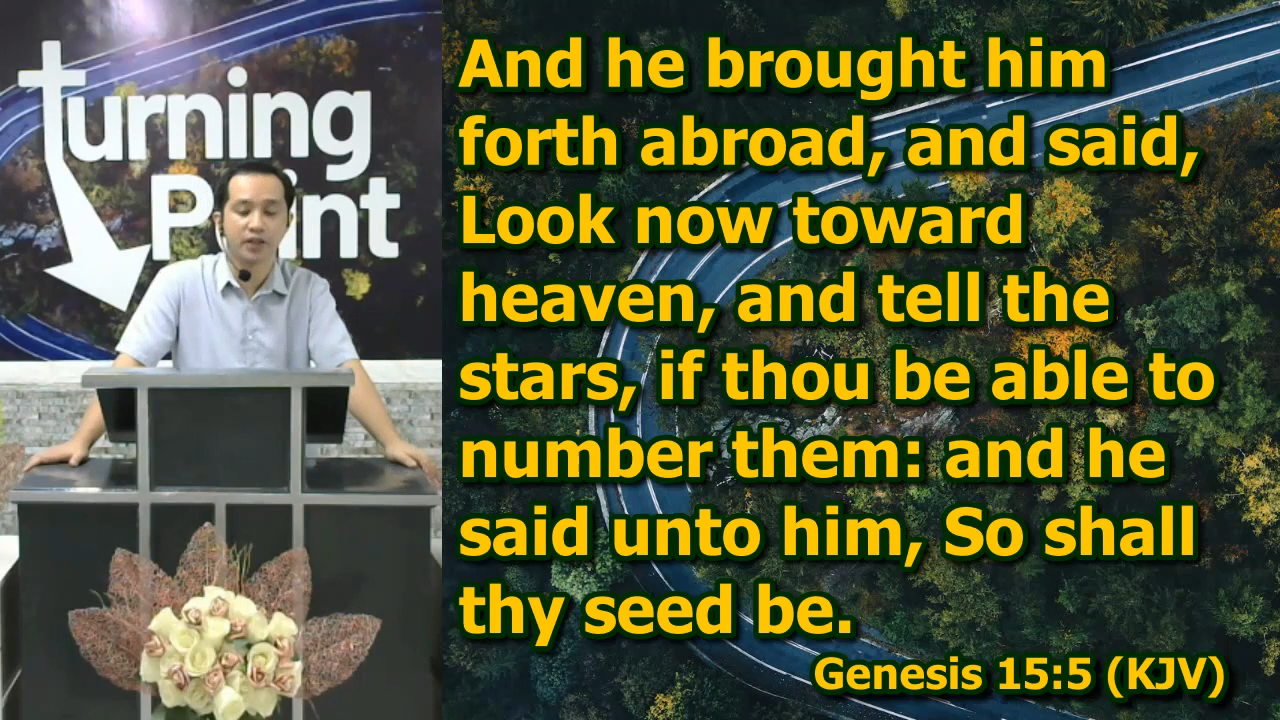 turning
Point
And he brought him
forth abroad, and said,
Look now toward
heaven, and tell the
stars, if thou be able to
number them: and he
said unto him, So shall
thy seed be.
Genesis 15:5 (KJV)